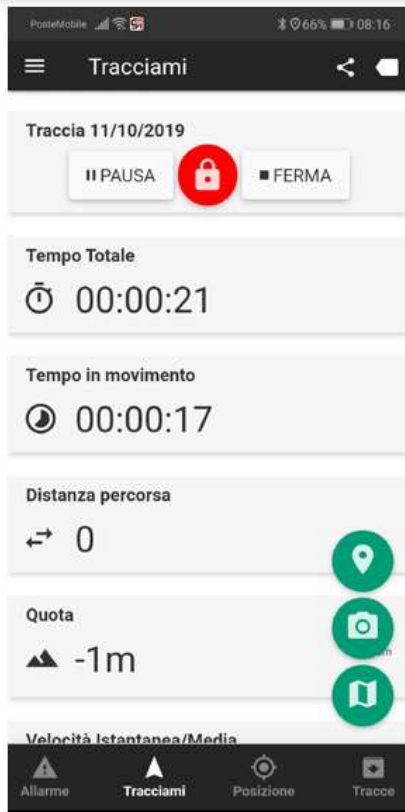 PosteMobile 66% 08:16
Tracciami
Traccia 11/10/2019
PAUSA FERMA
Tempo Totale
00:00:21
Tempo in movimento
00:00:17
Distanza percorsa
0
Quota
-1m
Velocità Istantanea/Media
Allarme Tracciami Posizione Tracce